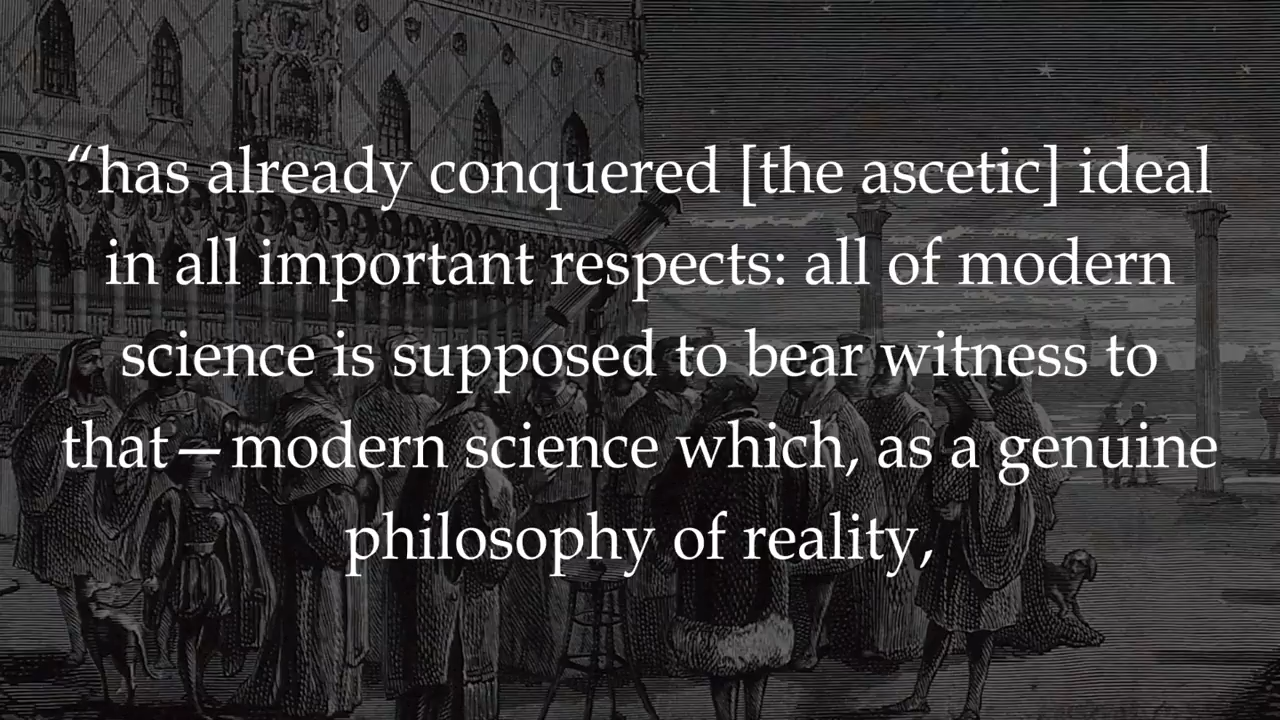 “has already conquered [the ascetic] ideal
in all important respects: all of modern
science is supposed to bear witness to
that—modern science which, as a genuine
philosophy of reality,